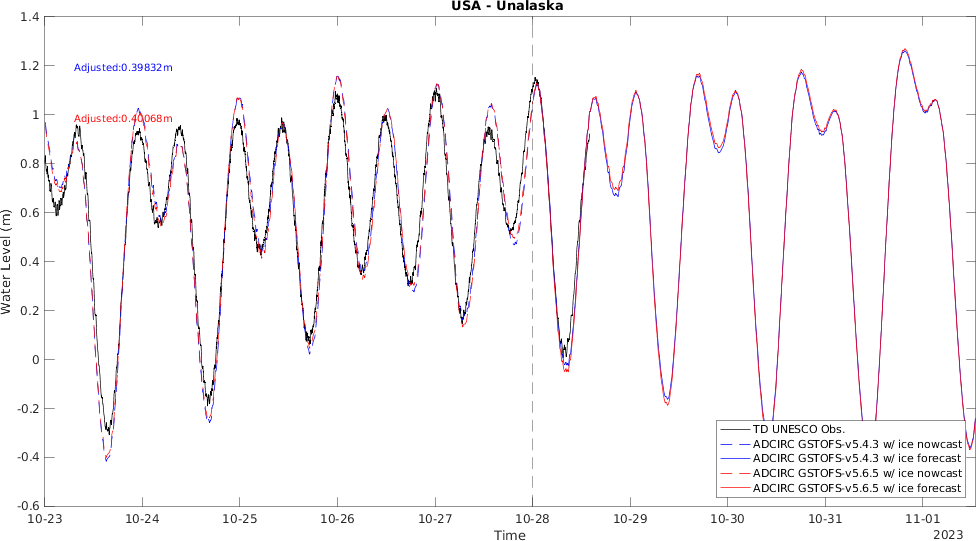 USA - Unalaska
1.4
1.2
1
0.8
0.6
0.4
0.2
0
-0.2
-0.4
-0.6
Water Level (m)
Adjusted:0.39832m
Adjusted:0.40068m
TD UNESCO Obs.
ADCIRC GSTOFS-v5.4.3 w/ ice nowcast
ADCIRC GSTOFS-v5.4.3 w/ ice forecast
ADCIRC GSTOFS-v5.6.5 w/ ice nowcast
ADCIRC GSTOFS-v5.6.5 w/ ice forecast
10-23 10-24 10-25 10-26 10-27 10-28 10-29 10-30 10-31 11-01
Time
2023